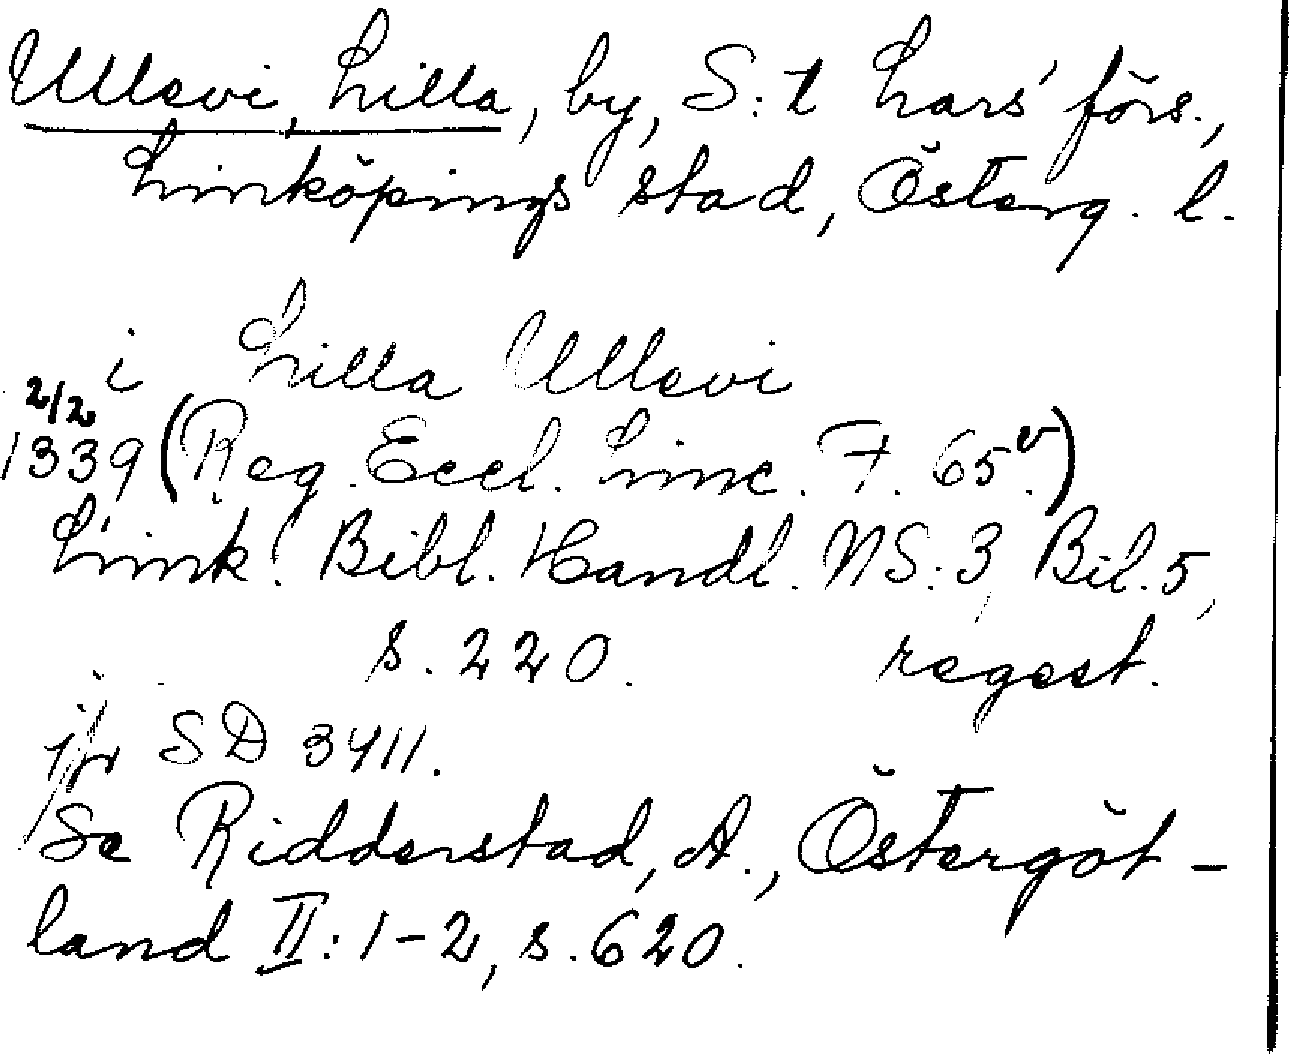 Ullevi, Lilla, by, S:t Lars' förs.,
Linköpings stad, Österg. l.
i Lilla Ullevi
2/2
1339 (Reg. Eccl. Linc. F. 65v.)
Link. Bibl. Handl. NS: 3, Bil. 5,
s. 220. regest.
jfr SD 3411.
Se Ridderstad, A., Östergöt-
land II: 1-2, s. 620.